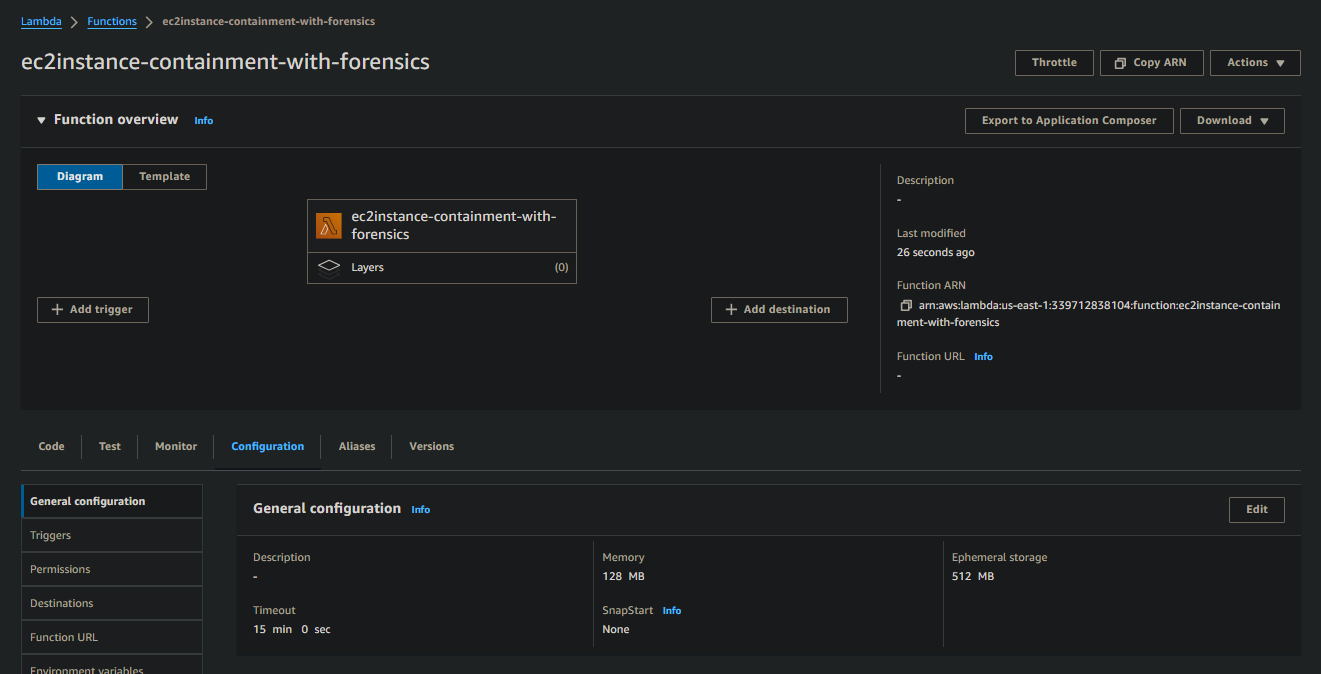 Lambda > Functions > ec2instance-containment-with-forensics
ec2instance-containment-with-forensics
Throttle Copy ARN Actions
Function overview Info
Export to Application Composer Download
Diagram Template
ec2instance-containment-with-
forensics
Layers (0)
+ Add trigger
+ Add destination
Description
-
Last modified
26 seconds ago
Function ARN
arn:aws:lambda:us-east-1:339712838104:function:ec2instance-contain
ment-with-forensics
Function URL Info
-
Code Test Monitor Configuration Aliases Versions
General configuration
Triggers
Permissions
Destinations
Function URL
Environment variables
General configuration Info
Edit
Description
-
Memory
128 MB
Ephemeral storage
512 MB
Timeout
15 min 0 sec
SnapStart Info
None